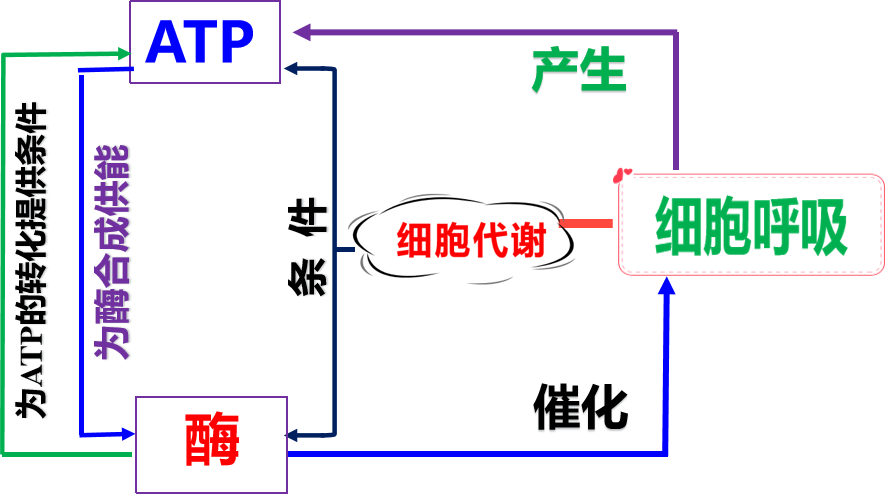 ATP
产生
为ATP的转化提供条件
为酶合成供能
条件
细胞代谢
细胞呼吸
催化
酶